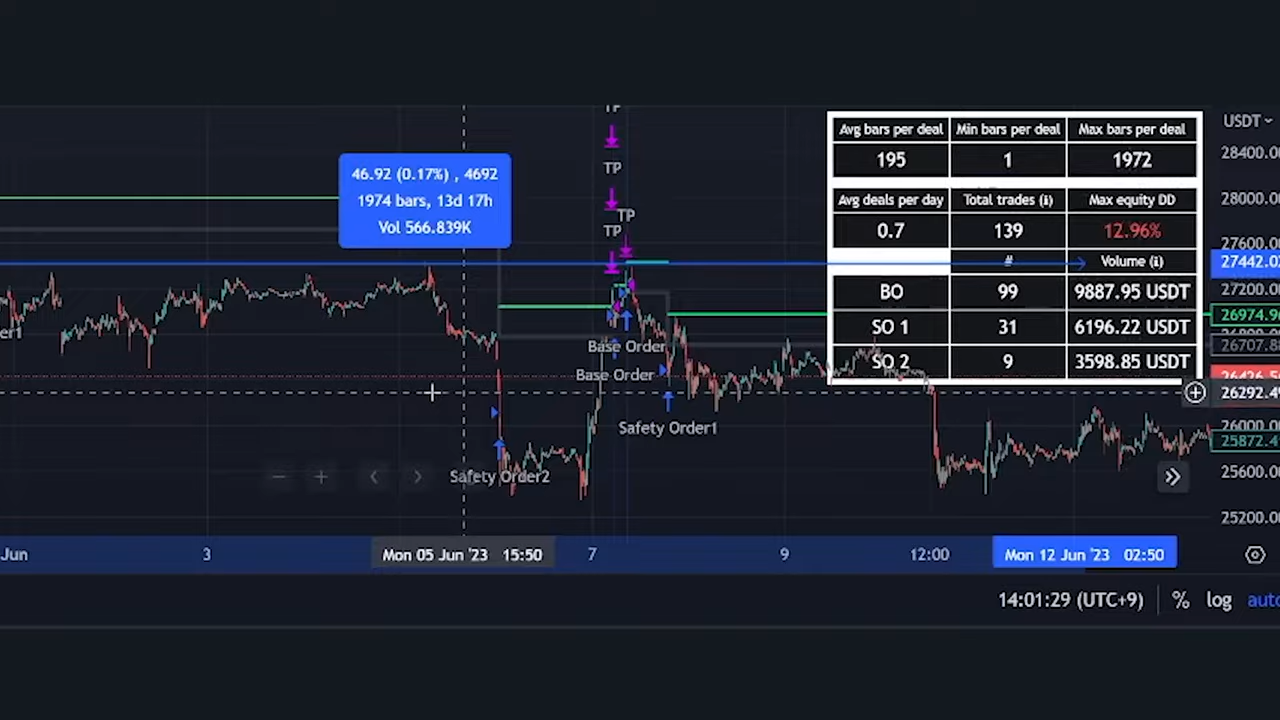 TP
USDT
Avg bars per deal Min bars per deal Max bars per deal
195 1 1972
28400.0
46.92 (0.17%) , 4692
1974 bars, 13d 17h
Vol 566.839K
TP
Avg deals per day Total trades (i) Max equity DD
28000.0
TP
TP
0.7 139 12.96%
27600.0
# Volume (i)
27442.0
BO 99 9887.95 USDT
27200.0
26974.9
SO 1 31 6196.22 USDT
Base Order
26707.8
SO 2 9 3598.85 USDT
Base Order
26426.5
26292.4
Safety Order1
26000.0
25872.4
Safety Order2
25600.0
25200.0
Jun 3 Mon 05 Jun '23 15:50 7 9 12:00 Mon 12 Jun '23 02:50
14:01:29 (UTC+9) % log auto